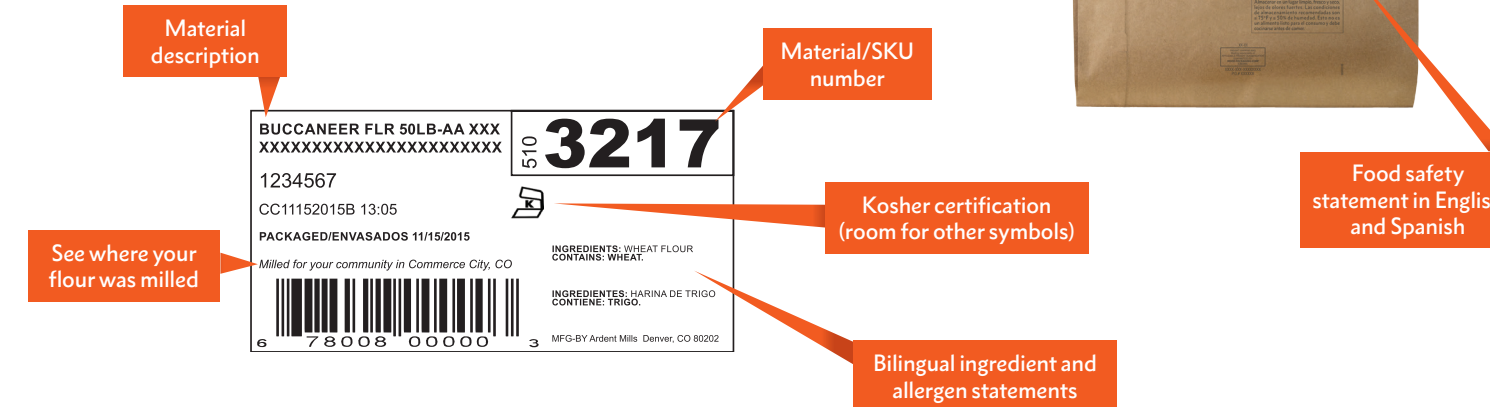 Material
description
Material/SKU
number
BUCCANEER FLR 50LB-AA XXX
XXXXXXXXXXXXXXXXXXXXXXX
510
3217
1234567
CC11152015B 13:05
K
PACKAGED/ENVASADOS 11/15/2015
Kosher certification
(room for other symbols)
Food safety
statement in Englis
and Spanish
See where your
flour was milled
Milled for your community in Commerce City, CO
INGREDIENTS: WHEAT FLOUR
CONTAINS: WHEAT.
INGREDIENTES: HARINA DE TRIGO
CONTIENE: TRIGO.
6 78008 00000 3
MFG-BY Ardent Mills Denver, CO 80202
Bilingual ingredient and
allergen statements